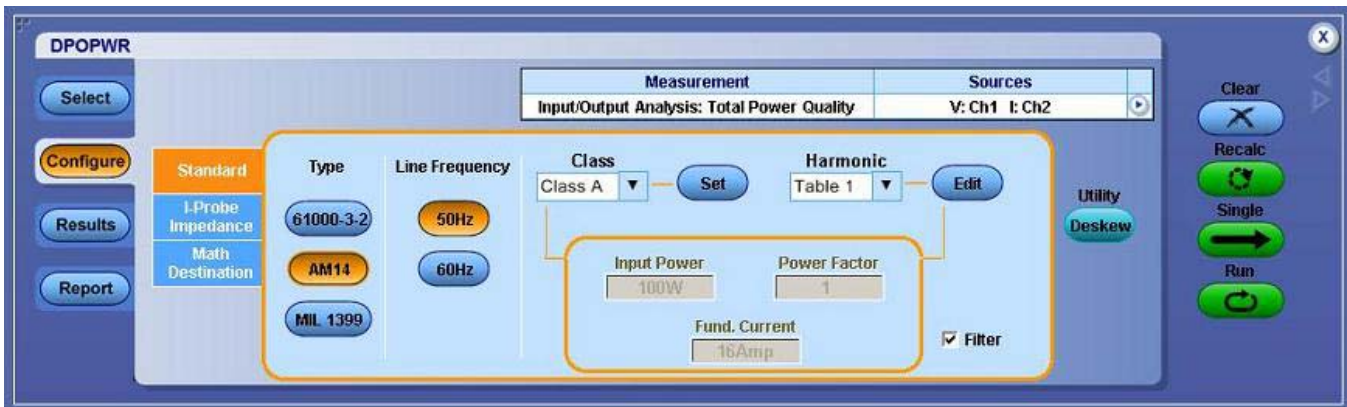 DPOPWR
X
Select
Configure
Results
Report
Measurement
Sources
Input/Output Analysis: Total Power Quality
V: Ch1 I: Ch2
Standard
I-Probe
Impedance
Math
Destination
Type
61000-3-2
AM14
MIL 1399
Line Frequency
50Hz
60Hz
Class
Class A
Set
Harmonic
Table 1
Edit
Input Power
100W
Power Factor
1
Fund. Current
16Amp
Filter
Utility
Deskew
Clear
Recalc
Single
Run